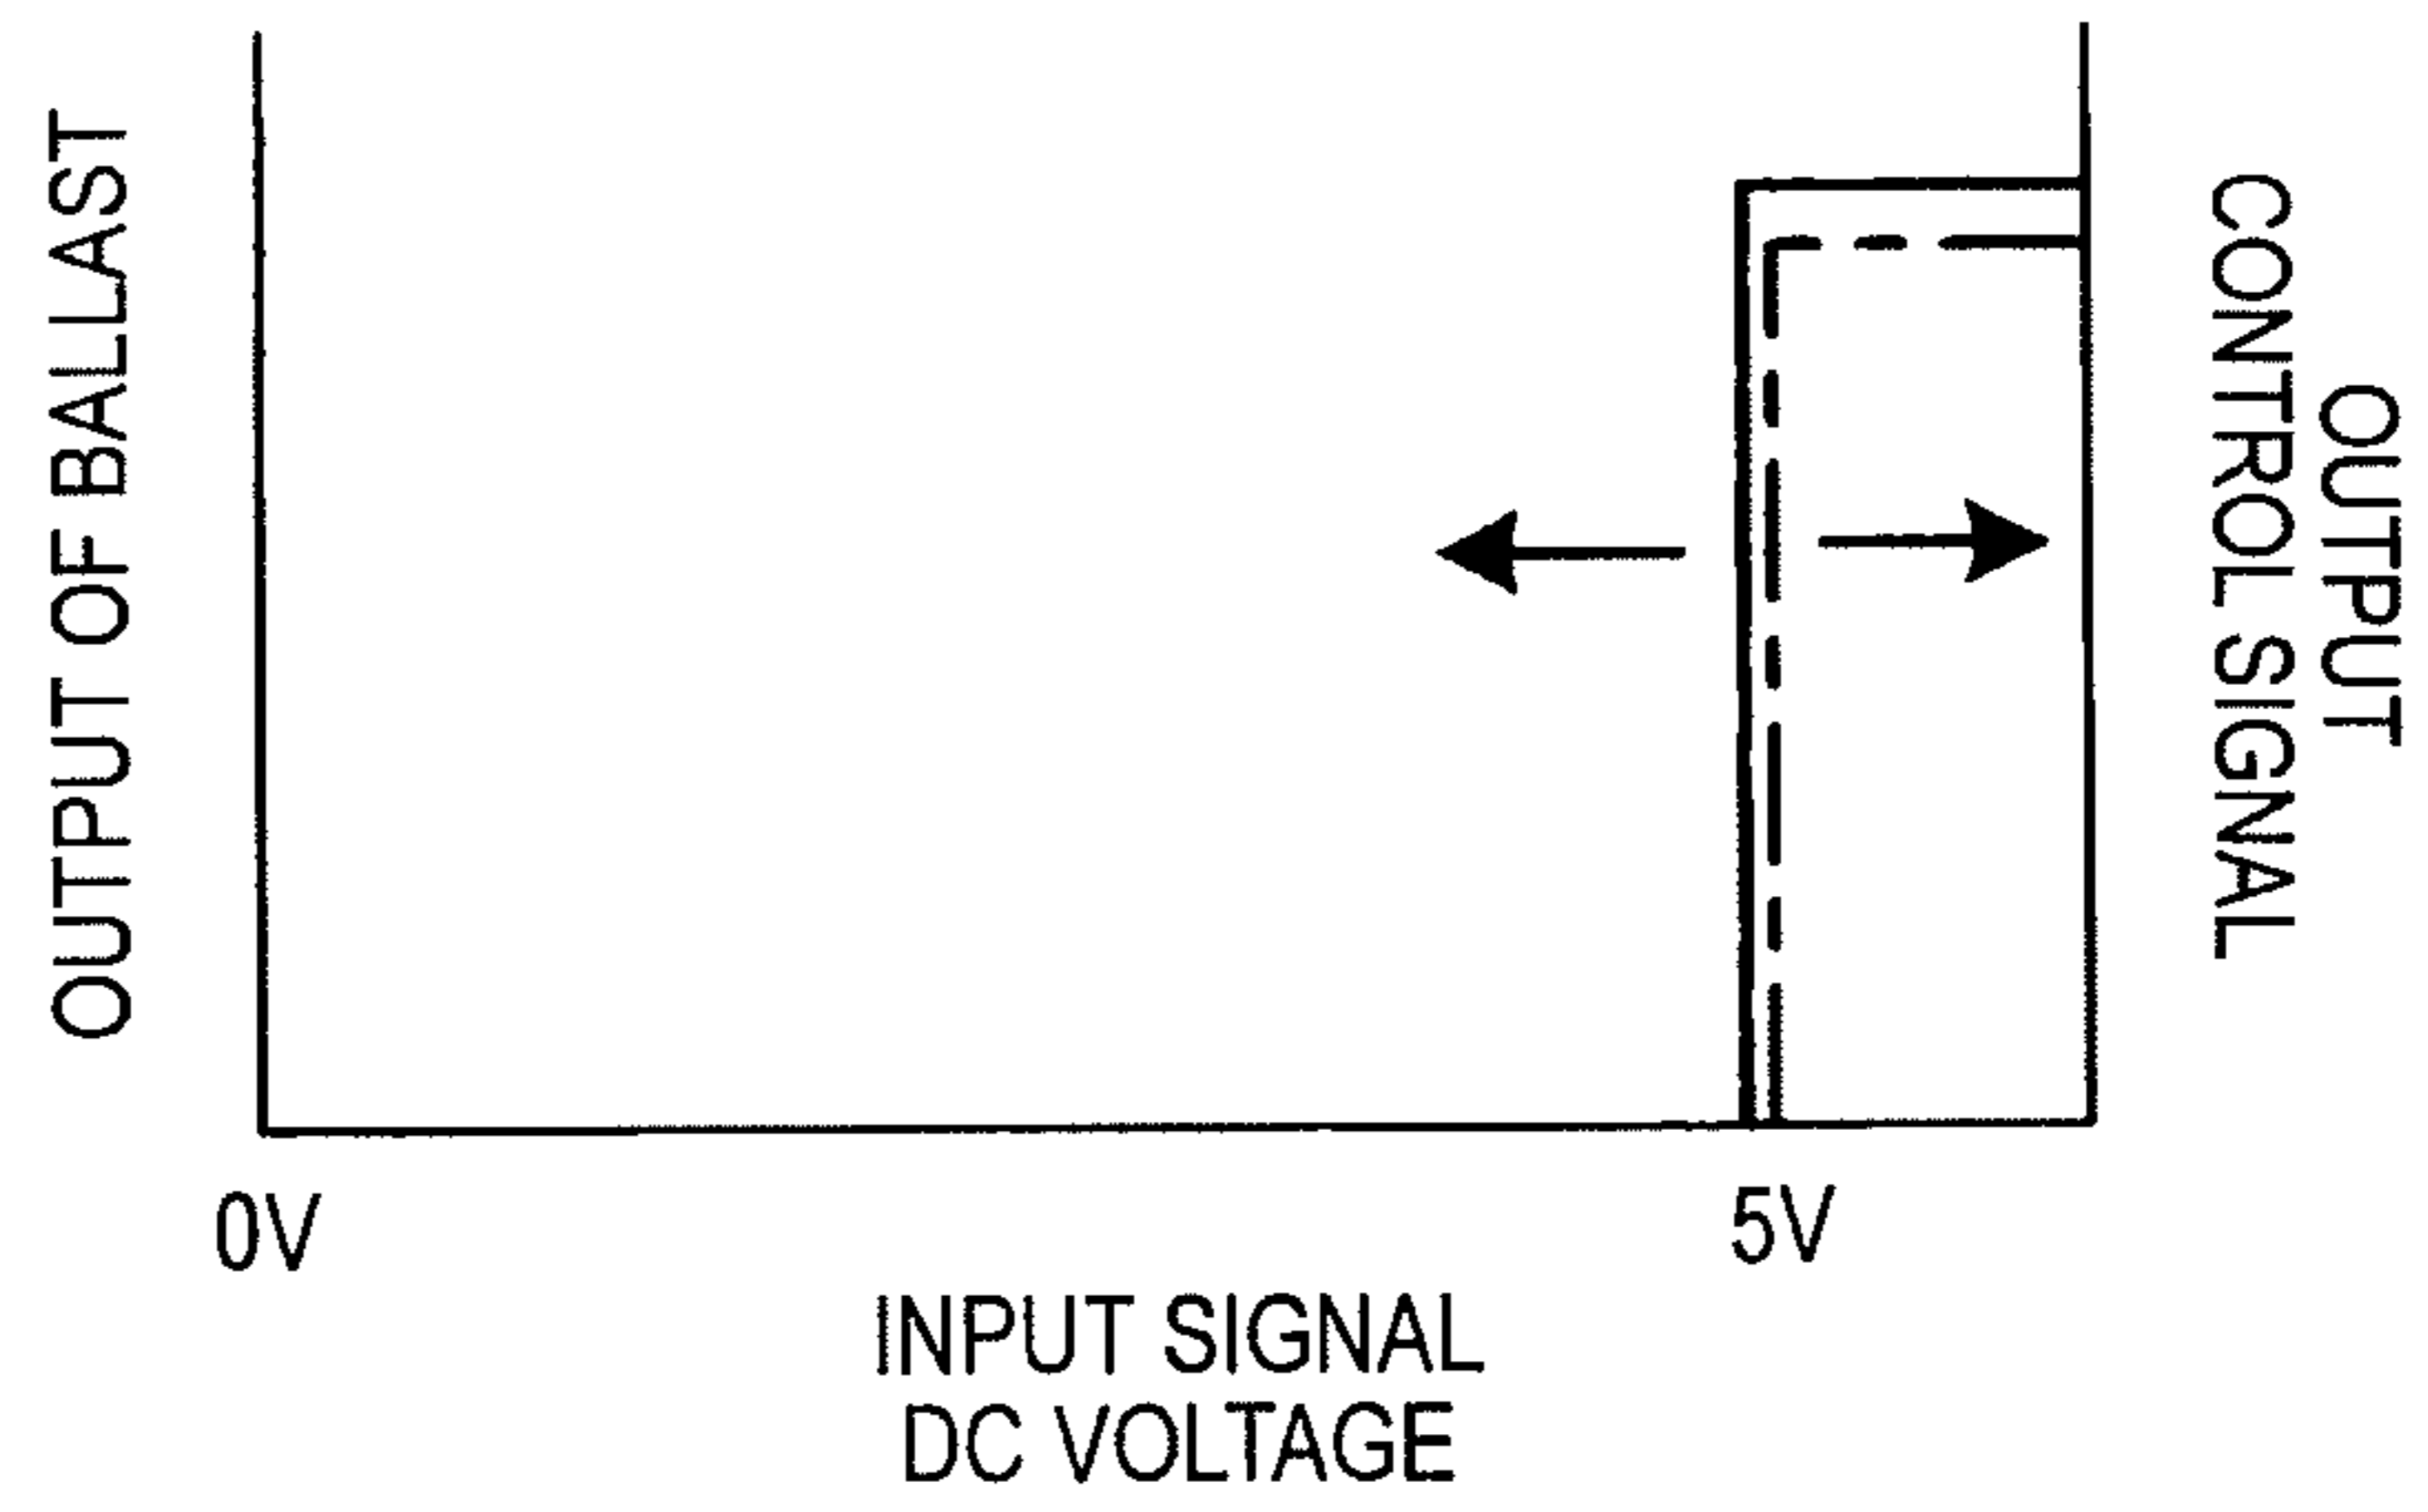 OUTPUT OF BALLAST
OUTPUT
CONTROL SIGNAL
0V
5V
INPUT SIGNAL
DC VOLTAGE